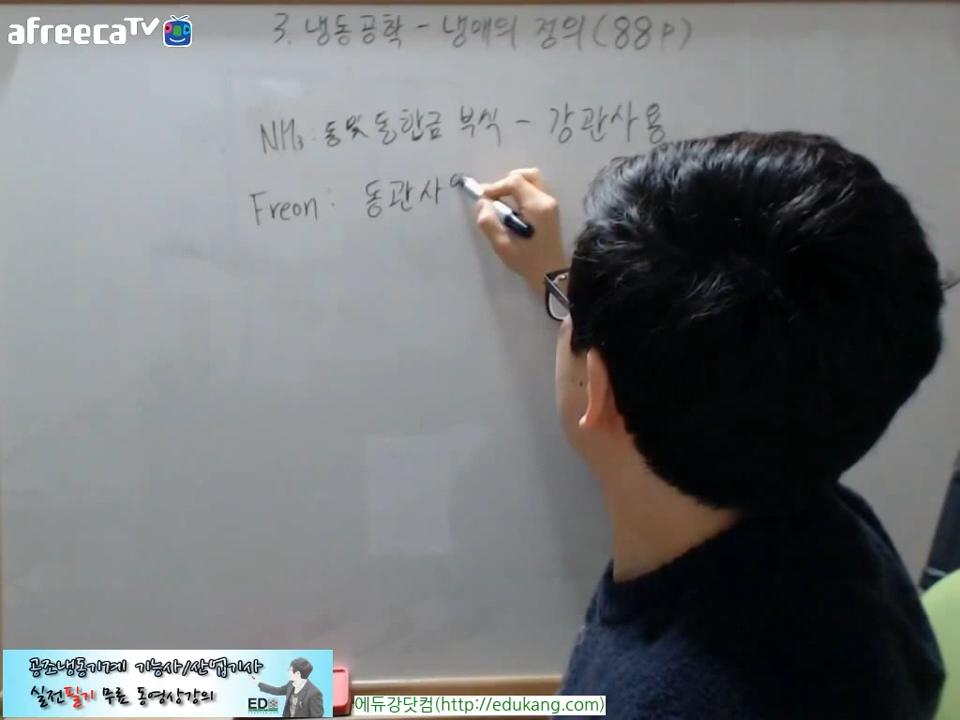 afreecaTV
3. 냉동공학 - 냉매의 정의(88p)
NH₃: 동 및 동합금 부식 - 강관사용
Freon: 동관사
공조냉동기계 기능사/산업기사
실전필기 무료 동영상강의
ED
에듀강닷컴(http://edukang.com)